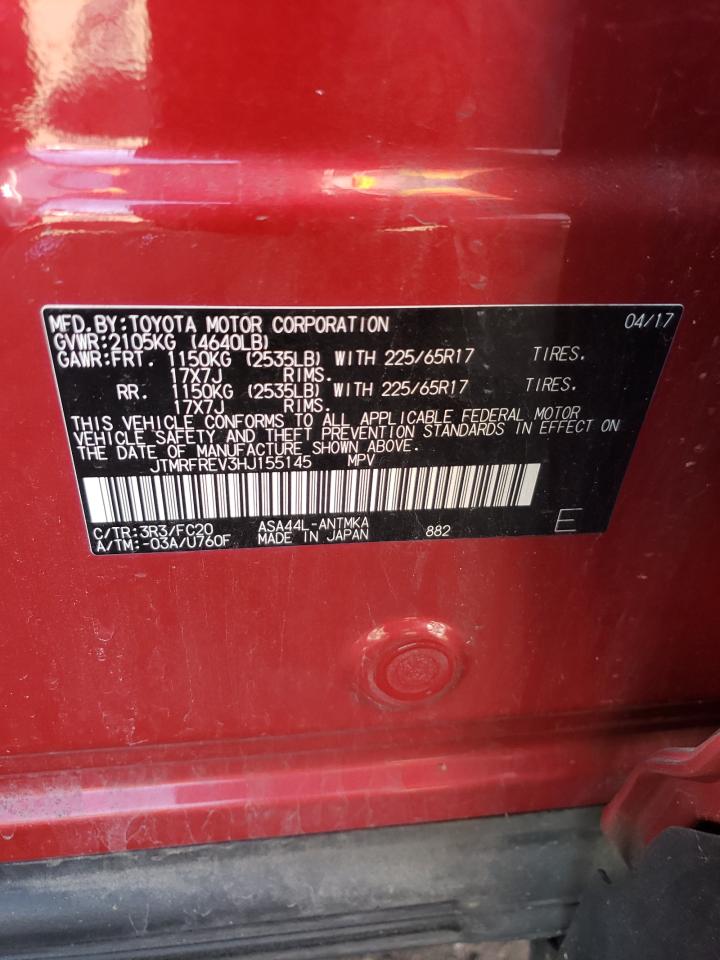 MFD.BY:TOYOTA MOTOR CORPORATION 04/17
GVWR:2105KG (4640LB)
GAWR:FRT. 1150KG (2535LB) WITH 225/65R17 TIRES.
17X7J RIMS.
RR. 1150KG (2535LB) WITH 225/65R17 TIRES.
17X7J RIMS.
THIS VEHICLE CONFORMS TO ALL APPLICABLE FEDERAL MOTOR
VEHICLE SAFETY AND THEFT PREVENTION STANDARDS IN EFFECT ON
THE DATE OF MANUFACTURE SHOWN ABOVE.
JTMRFREV3HJ155145 MPV
C/TR:3R3/FC20 ASA44L-ANTMKA 882 E
A/TM:-03A/U760F MADE IN JAPAN